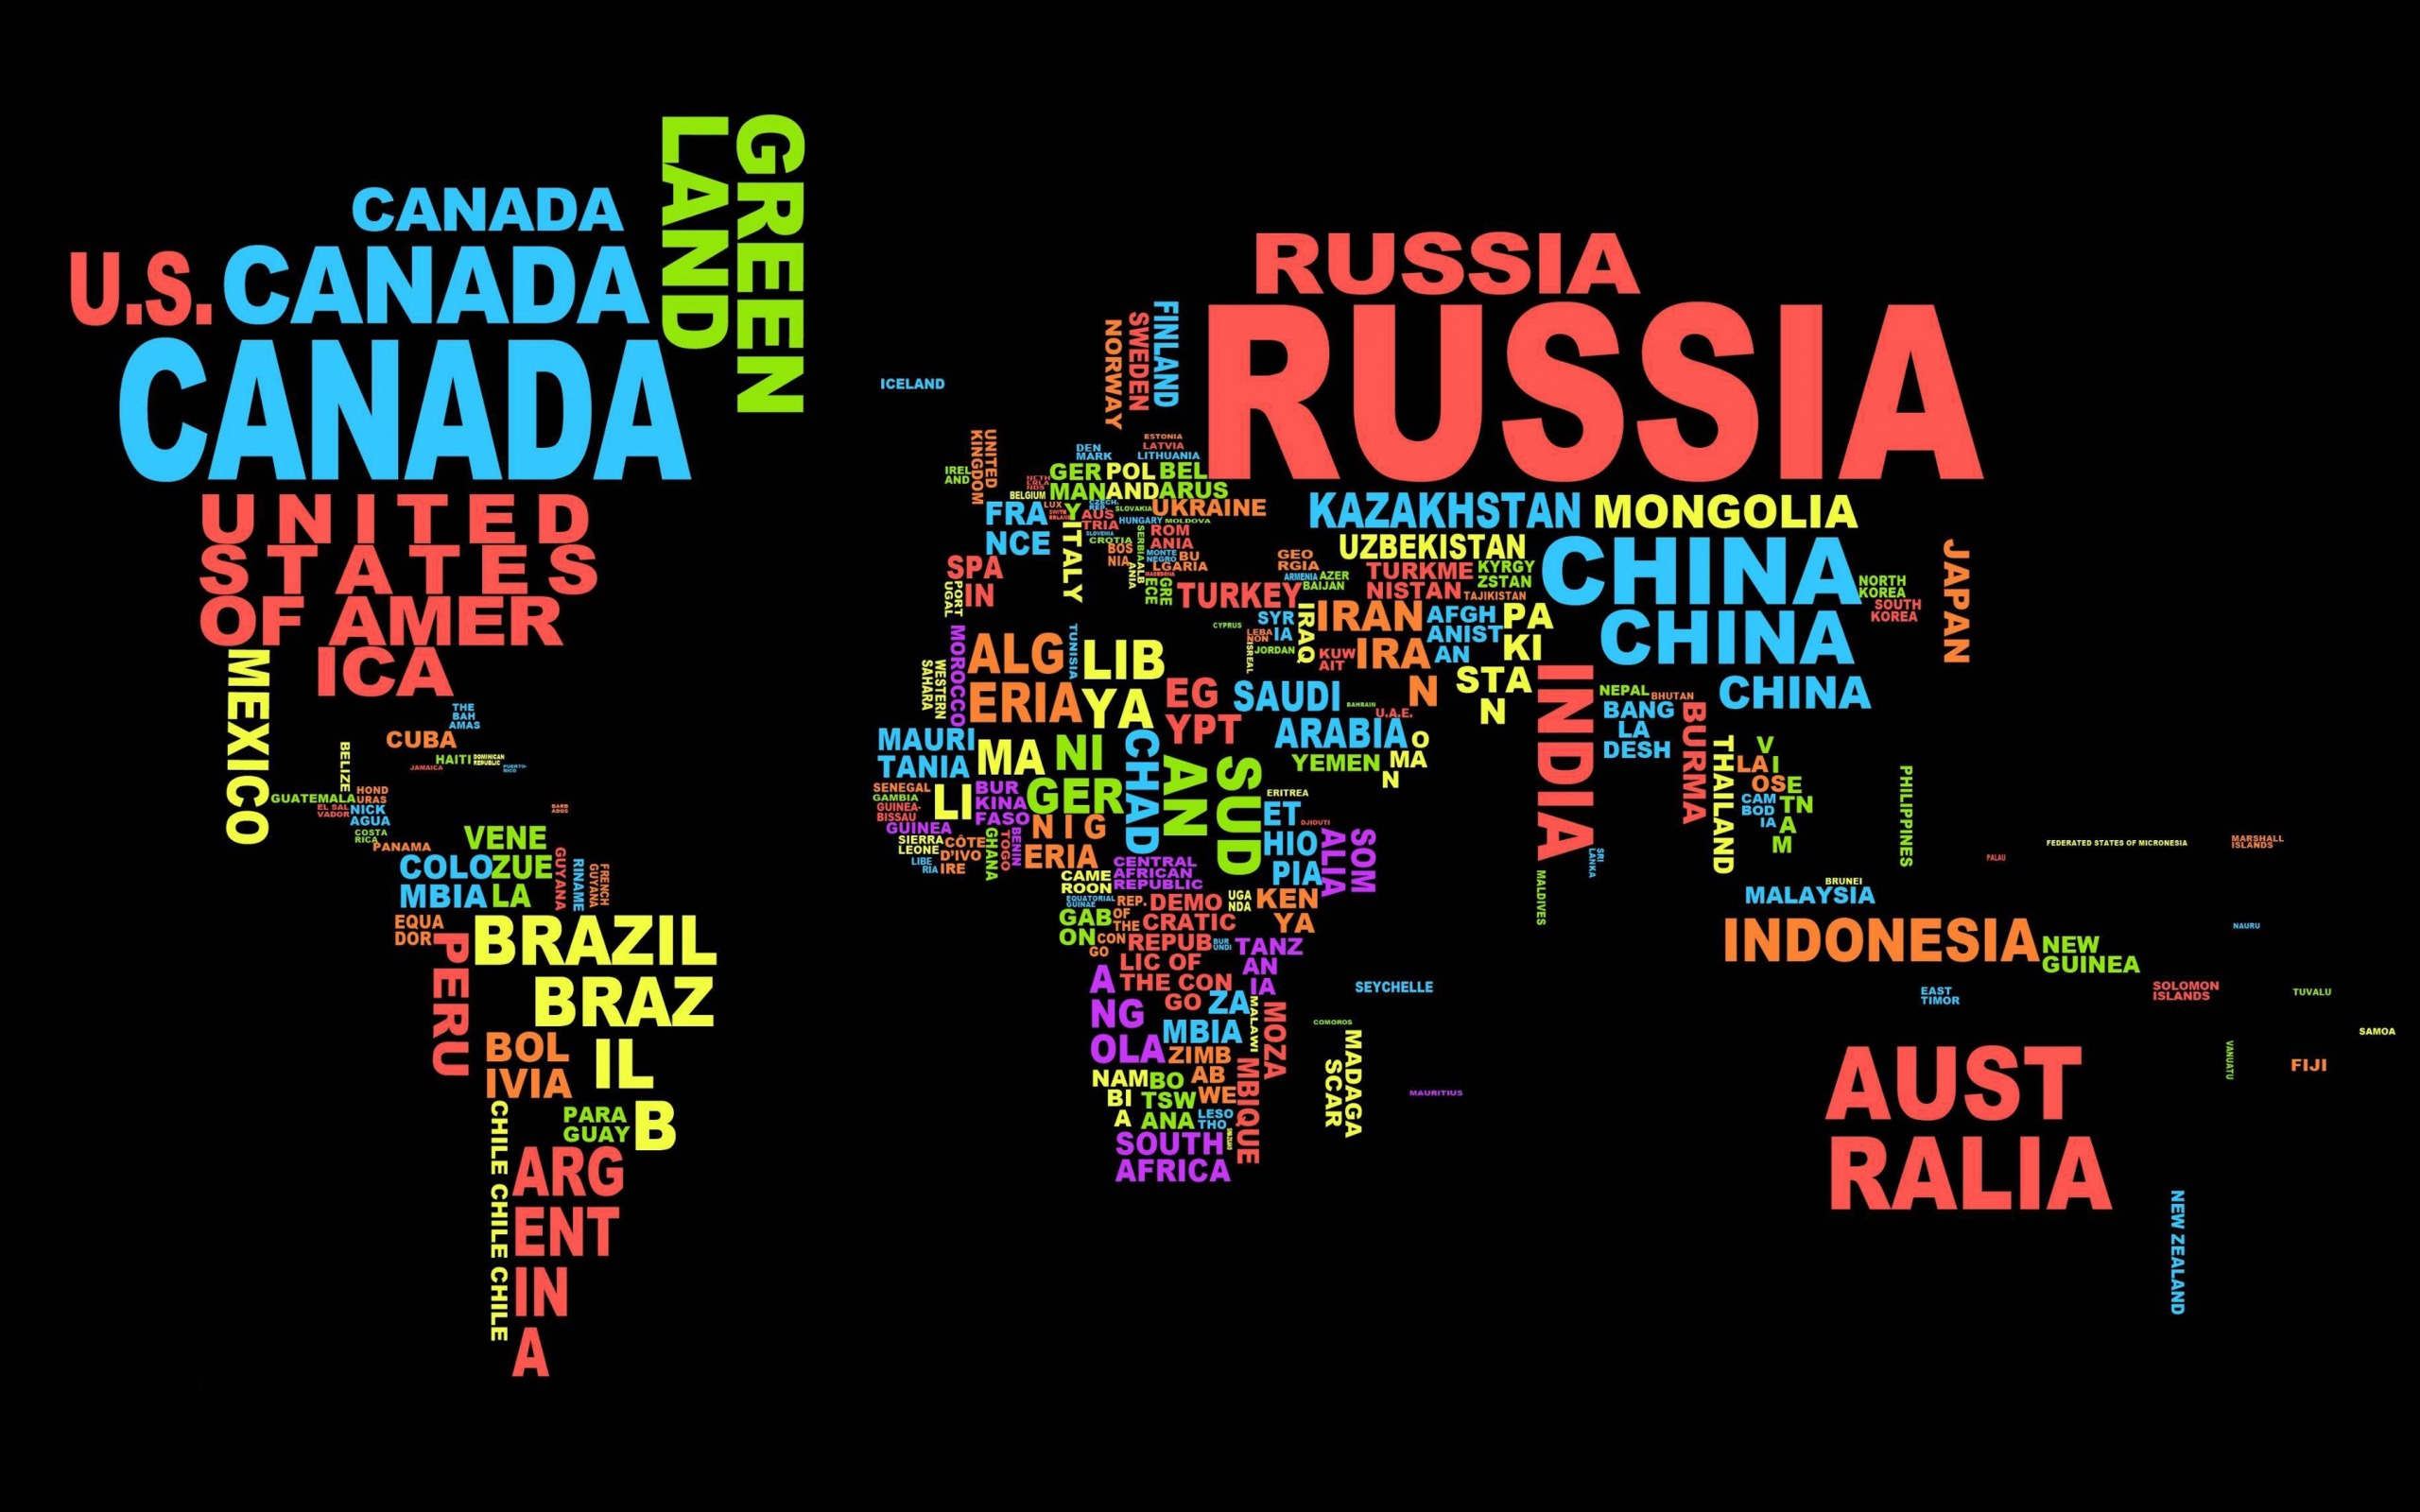 GREEN
LAND
CANADA
U.S.
CANADA
CANADA
UNITED
STATES
OF AMER
ICA
MEXICO
THE
BAH
AMAS
CUBA
HAITI
DOMINICAN
REPUBLIC
JAMAICA
PUERTO-
RICO
BELIZE
GUATEMALA
HOND
URAS
EL SAL
VADOR
NICK
AGUA
COSTA
RICA
PANAMA
BARB
ADOS
VENE
ZUE
LA
COLO
MBIA
GUYANA
RINAME
FRENCH
GUYANA
EQUA
DOR
PERU
BRAZIL
BRAZ
IL
B
BOL
IVIA
PARA
GUAY
CHILE CHILE CHILE CHILE
ARG
ENT
IN
A
ICELAND
NORWAY
SWEDEN
FINLAND
RUSSIA
RUSSIA
UNITED
KINGDOM
IREL
AND
DEN
MARK
ESTONIA
LATVIA
LITHUANIA
BELGIUM
LUX
GER
MAN
Y
POL
AND
BEL
ARUS
CZECH.
REP.
SLOVAKIA
UKRAINE
FRA
NCE
AUS
TRIA
HUNGARY
MOLDOVA
SLOVENIA
CROTIA
ROM
ANIA
BOS
NIA
SERBIA
MONTE
NEGRO
BU
LGARIA
ALB
ANIA
MACEDONIA
GRE
ECE
ITALY
SPA
IN
PORT
UGAL
TURKEY
CYPRUS
GEO
RGIA
ARMENIA
AZER
BAIJAN
KAZAKHSTAN
MONGOLIA
UZBEKISTAN
TURKME
NISTAN
KYRGY
ZSTAN
TAJIKISTAN
CHINA
CHINA
CHINA
NORTH
KOREA
SOUTH
KOREA
JAPAN
SYR
IA
LEBA
NON
ISREAL
JORDAN
IRAQ
KUW
AIT
IRAN
IRA
N
AFGH
ANIST
AN
PA
KI
STA
N
SAUDI
ARABIA
BAHRAIN
U.A.E.
O
MA
N
YEMEN
INDIA
NEPAL
BHUTAN
BANG
LA
DESH
BURMA
THAILAND
LA
OS
V
I
E
TN
A
M
CAM
BOD
IA
SRI
LANKA
MALDIVES
PHILIPPINES
BRUNEI
MALAYSIA
INDONESIA
NEW
GUINEA
EAST
TIMOR
PALAU
FEDERATED STATES OF MICRONESIA
MARSHALL
ISLANDS
NAURU
SOLOMON
ISLANDS
TUVALU
SAMOA
VANUATU
FIJI
AUST
RALIA
NEW ZEALAND
MOROCCO
WESTERN
SAHARA
ALG
ERIA
TUNISIA
LIB
YA
EG
YPT
MAURI
TANIA
MA
LI
NI
GER
CHAD
SUD
AN
SENEGAL
GAMBIA
GUINEA-
BISSAU
GUINEA
SIERRA
LEONE
LIBE
RIA
CÔTE
D'IVO
IRE
BUR
KINA
FASO
GHANA
TOGO
BENIN
NIG
ERIA
ERITREA
ET
HIO
PIA
DJIOUTI
SOM
ALIA
CAME
ROON
CENTRAL
AFRICAN
REPUBLIC
EQUATORIAL
GUINAE
GAB
ON
REP.
OF
THE
CON
GO
DEMO
CRATIC
REPUB
LIC OF
THE CON
GO
UGA
NDA
KEN
YA
BUR
UNDI
TANZ
AN
IA
A
NG
OLA
ZA
MBIA
MALAWI
MOZA
MBIQUE
ZIMB
AB
WE
NAM
BI
A
BO
TSW
ANA
LESO
THO
SOUTH
AFRICA
SEYCHELLE
COMOROS
MADAGA
SCAR
MAURITIUS